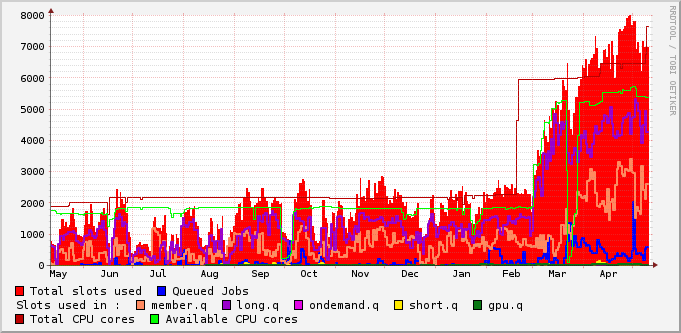 8000
7000
6000
5000
4000
3000
2000
1000
0
May Jun Jul Aug Sep Oct Nov Dec Jan Feb Mar Apr
RRDTOOL / TOBI OETIKER
Total slots used Queued Jobs
Slots used in : member.q long.q ondemand.q short.q gpu.q
Total CPU cores Available CPU cores